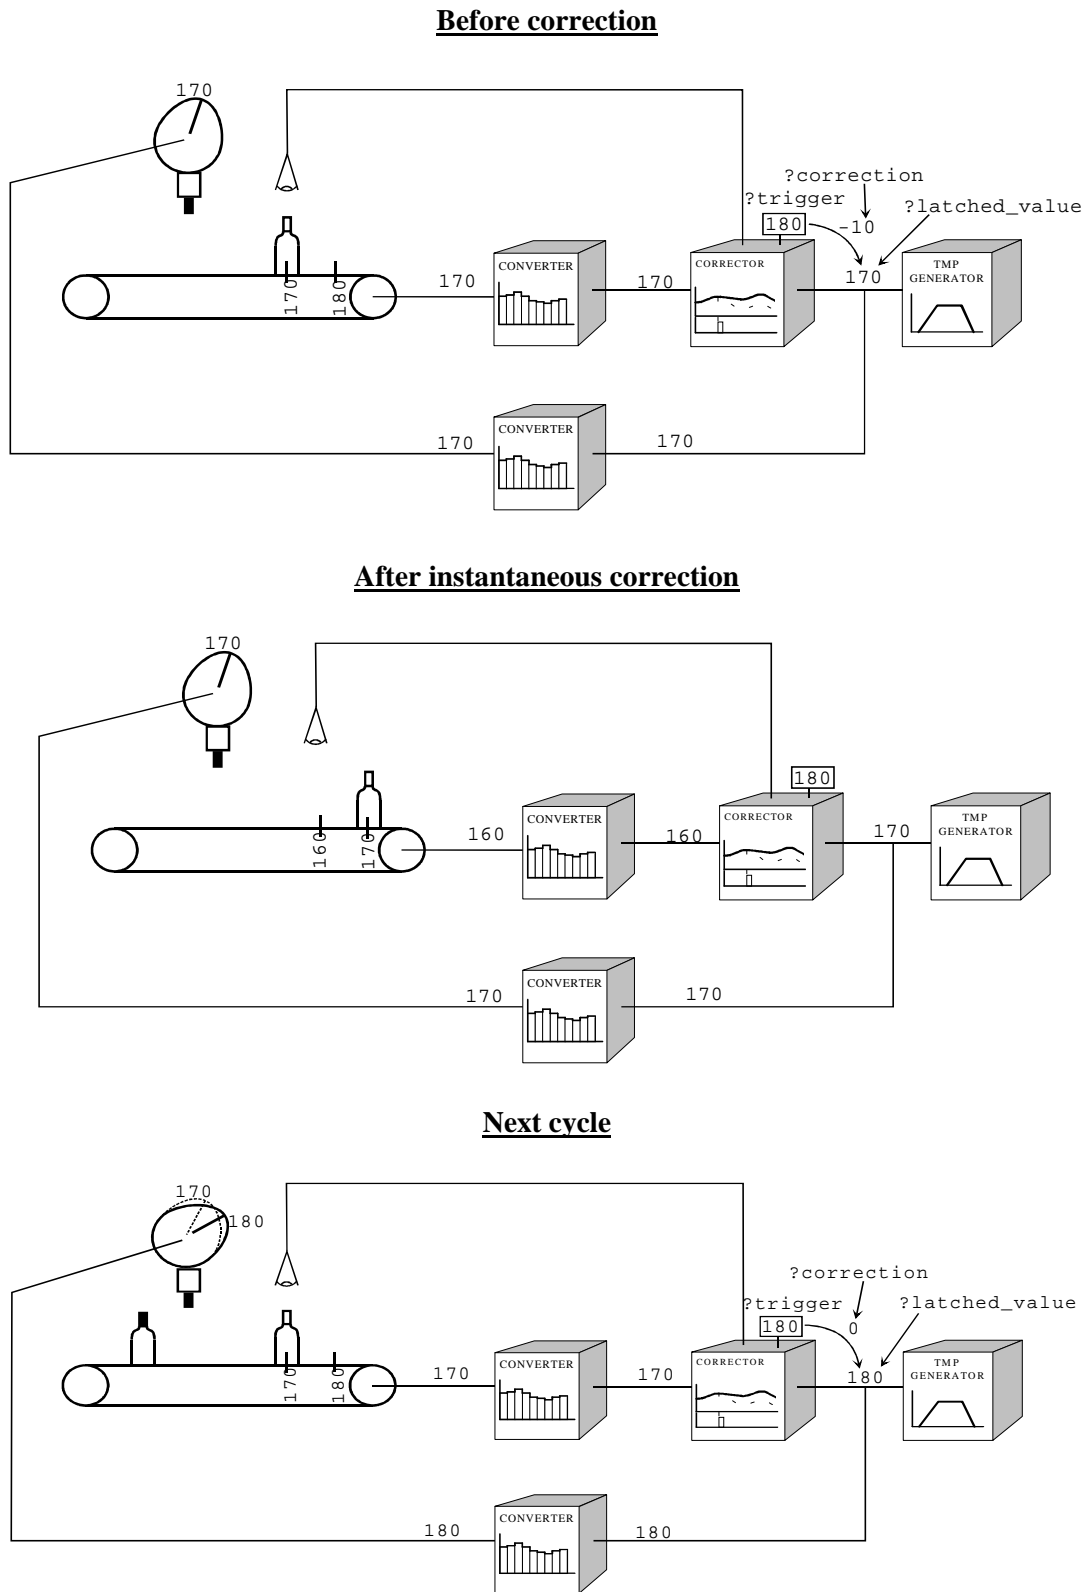 Before correction
170
?correction
?trigger
?latched_value
180
-10
CONVERTER
CORRECTOR
TMP
GENERATOR
170
170
170
170
180
CONVERTER
170
170
After instantaneous correction
170
180
CONVERTER
CORRECTOR
TMP
GENERATOR
160
170
160
160
170
CONVERTER
170
170
Next cycle
170
180
?correction
?trigger
?latched_value
180
0
CONVERTER
CORRECTOR
TMP
GENERATOR
170
180
170
170
180
CONVERTER
180
180